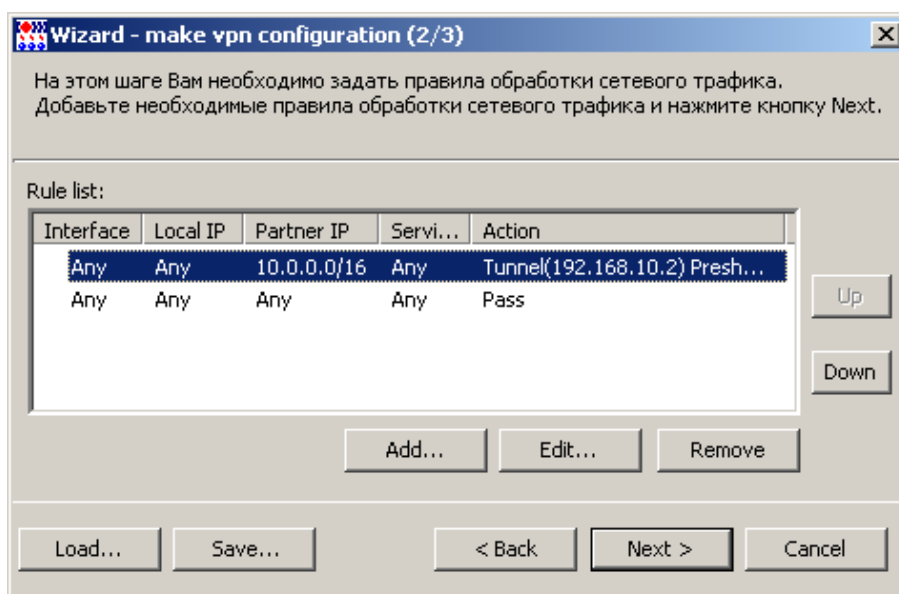 Wizard - make vpn configuration (2/3)
На этом шаге Вам необходимо задать правила обработки сетевого трафика.
Добавьте необходимые правила обработки сетевого трафика и нажмите кнопку Next.
Rule list:
Interface Local IP Partner IP Servi... Action
Any Any 10.0.0.0/16 Any Tunnel(192.168.10.2) Presh...
Any Any Any Any Pass
Up
Down
Add... Edit... Remove
Load... Save... < Back Next > Cancel